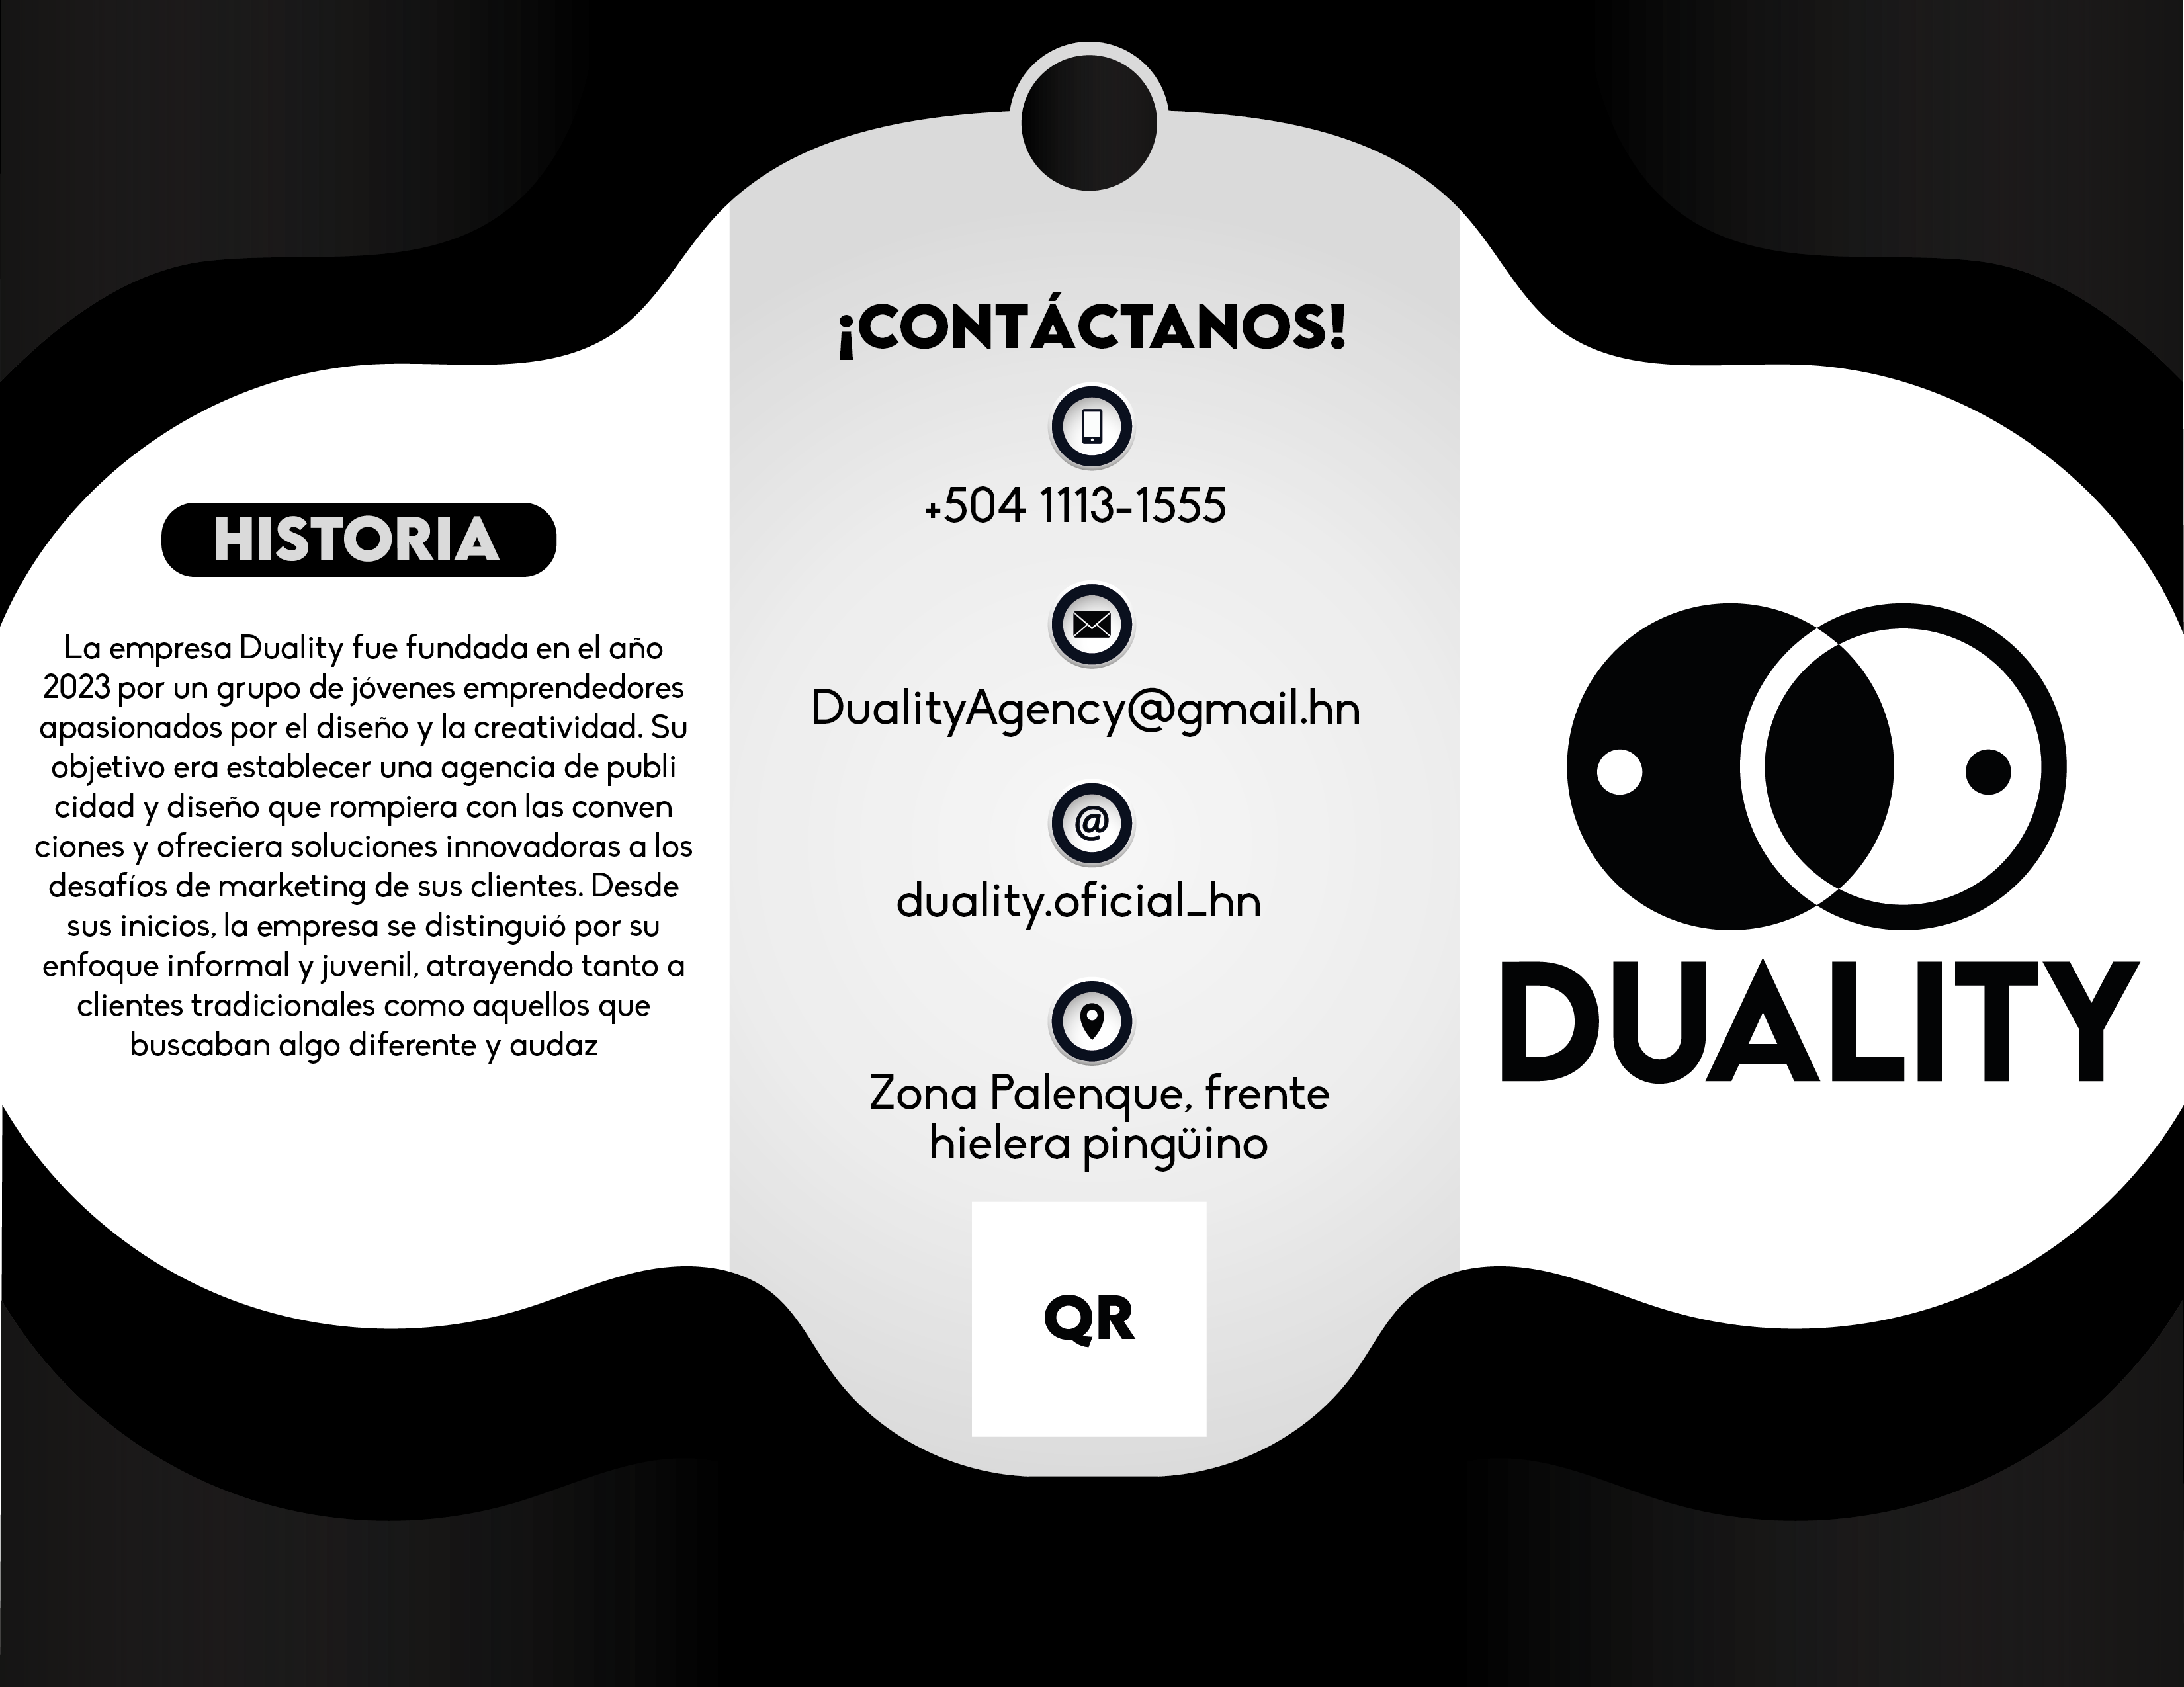 HISTORIA
La empresa Duality fue fundada en el año
2023 por un grupo de jóvenes emprendedores
apasionados por el diseño y la creatividad. Su
objetivo era establecer una agencia de publi
cidad y diseño que rompiera con las conven
ciones y ofreciera soluciones innovadoras a los
desafíos de marketing de sus clientes. Desde
sus inicios, la empresa se distinguió por su
enfoque informal y juvenil, atrayendo tanto a
clientes tradicionales como aquellos que
buscaban algo diferente y audaz
¡CONTÁCTANOS!
+504 1113-1555
DualityAgency@gmail.hn
@
duality.oficial_hn
Zona Palenque, frente
hielera pingüino
QR
DUALITY